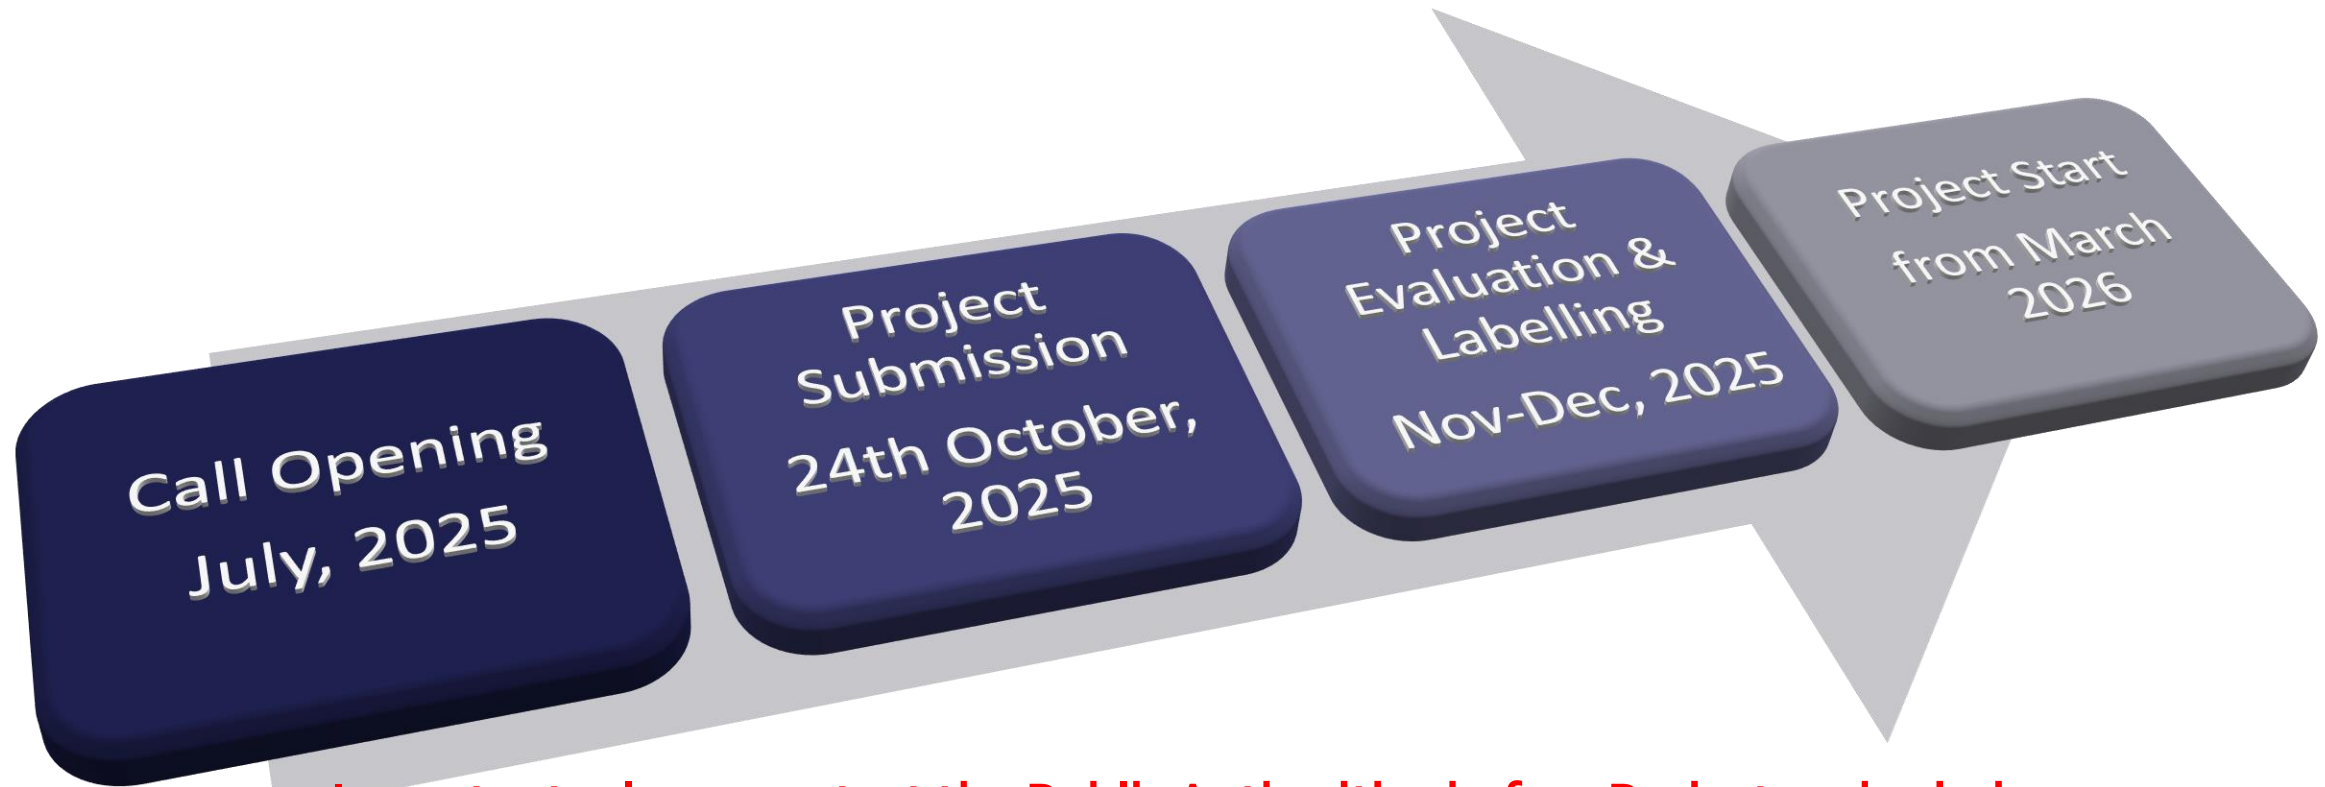 Call Opening
July, 2025
Project
Submission
24th October,
2025
Project
Evaluation &
Labelling
Nov-Dec, 2025
Project Start
from March
2026